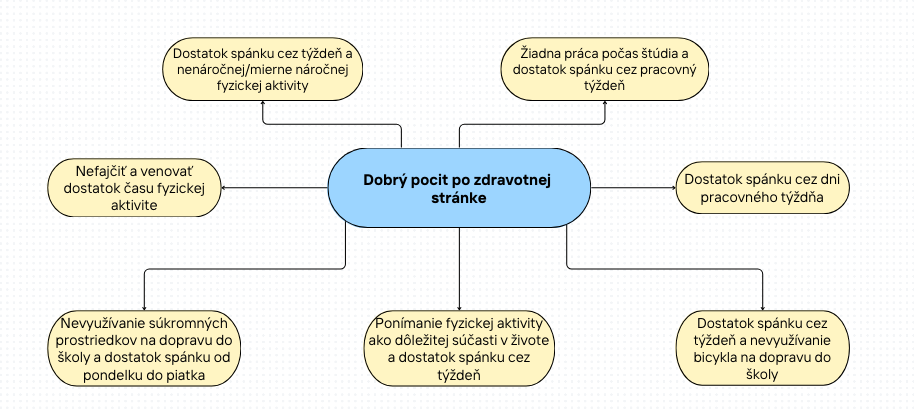 Dostatok spánku cez týždeň a
nenáročnej/mierne náročnej
fyzickej aktivity
Žiadna práca počas štúdia a
dostatok spánku cez pracovný
týždeň
Nefajčiť a venovať
dostatok času fyzickej
aktivite
Dobrý pocit po zdravotnej
stránke
Dostatok spánku cez dni
pracovného týždňa
Nevyužívanie súkromných
prostriedkov na dopravu do
školy a dostatok spánku od
pondelku do piatka
Ponímanie fyzickej aktivity
ako dôležitej súčasti v živote
a dostatok spánku cez
týždeň
Dostatok spánku cez
týždeň a nevyužívanie
bicykla na dopravu do
školy